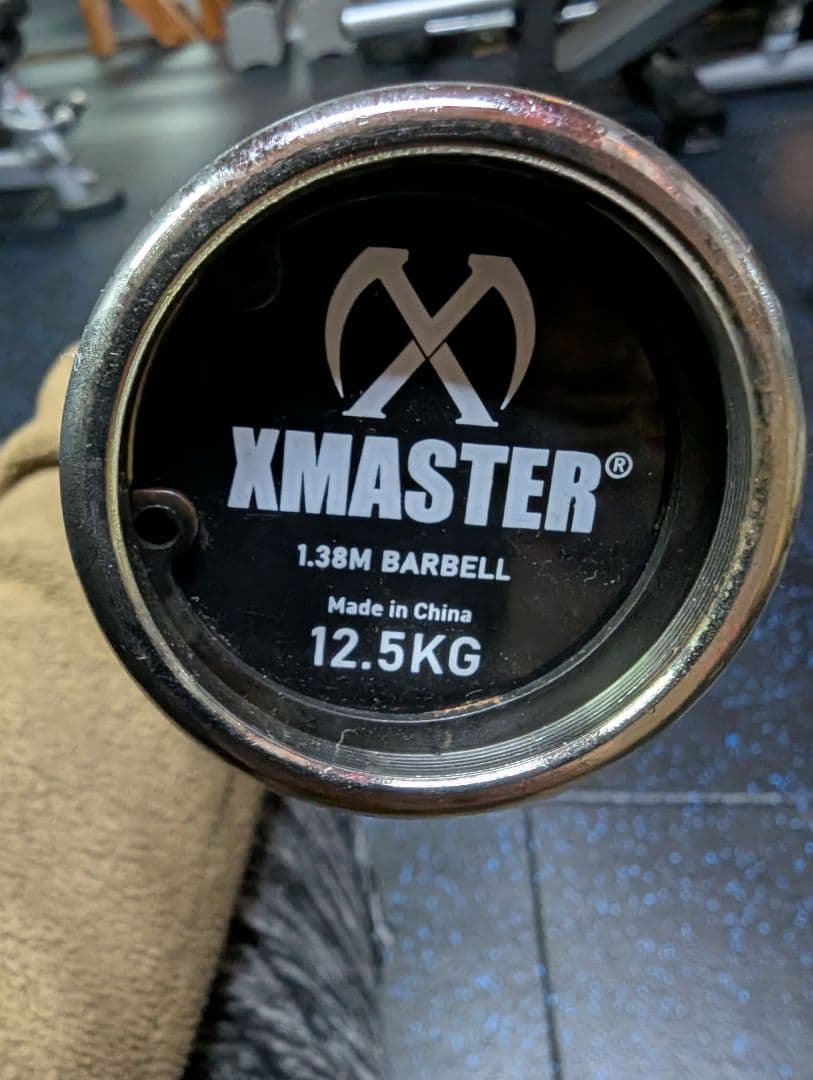 XMASTER®
1.38M BARBELL
Made in China
12.5KG